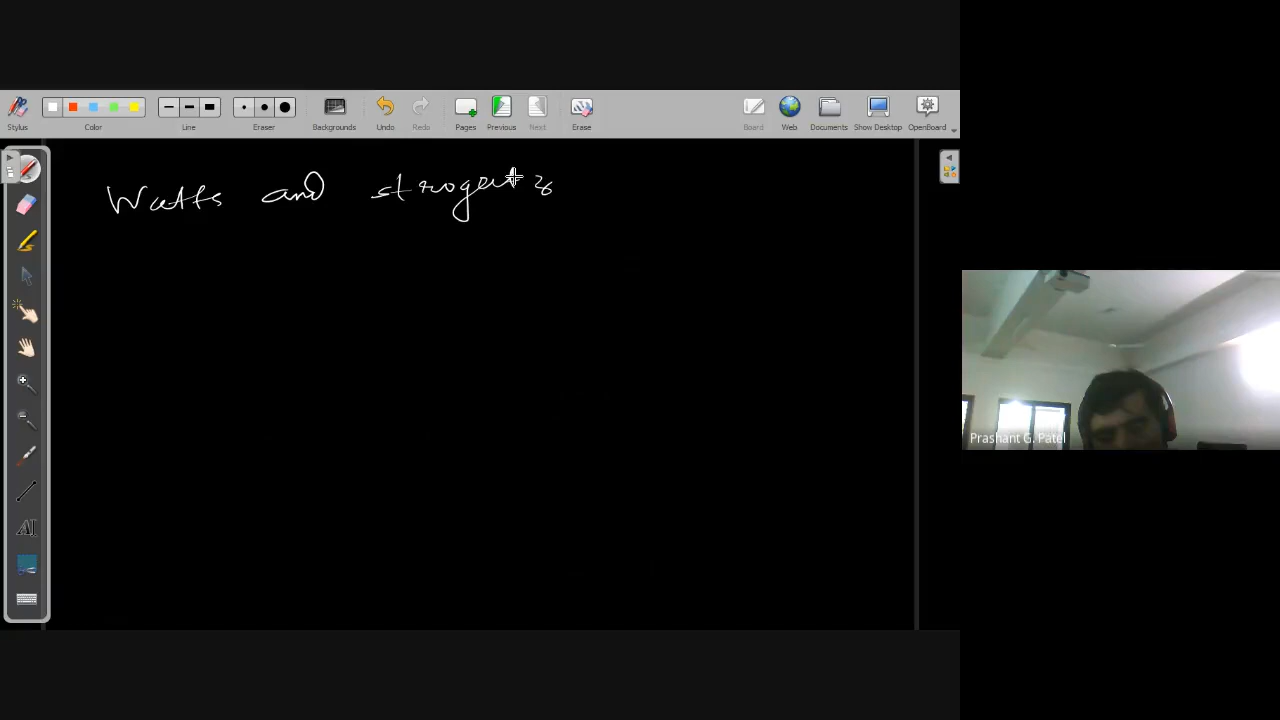 Stylus
Color
Line
Eraser
Backgrounds
Undo
Redo
Pages
Previous
Next
Erase
Board
Web
Documents
Show Desktop
OpenBoard
Watts and strogatz
Prashant G. Patel